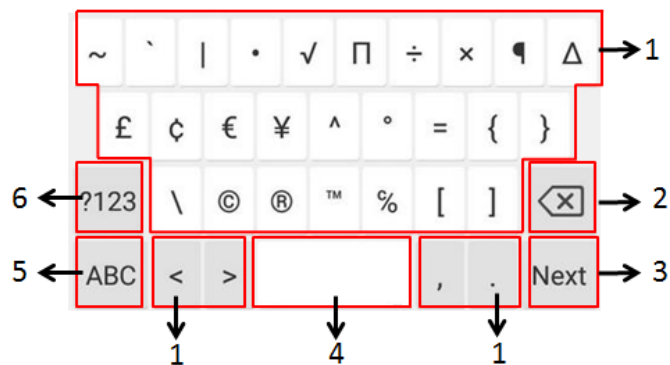 ~ ` | • √ Π ÷ × ¶ Δ 1
£ ¢ € ¥ ^ ° = { }
6 ?123 \ © ® ™ ℅ [ ] 2
5 ABC < > , . Next 3
1 4 1